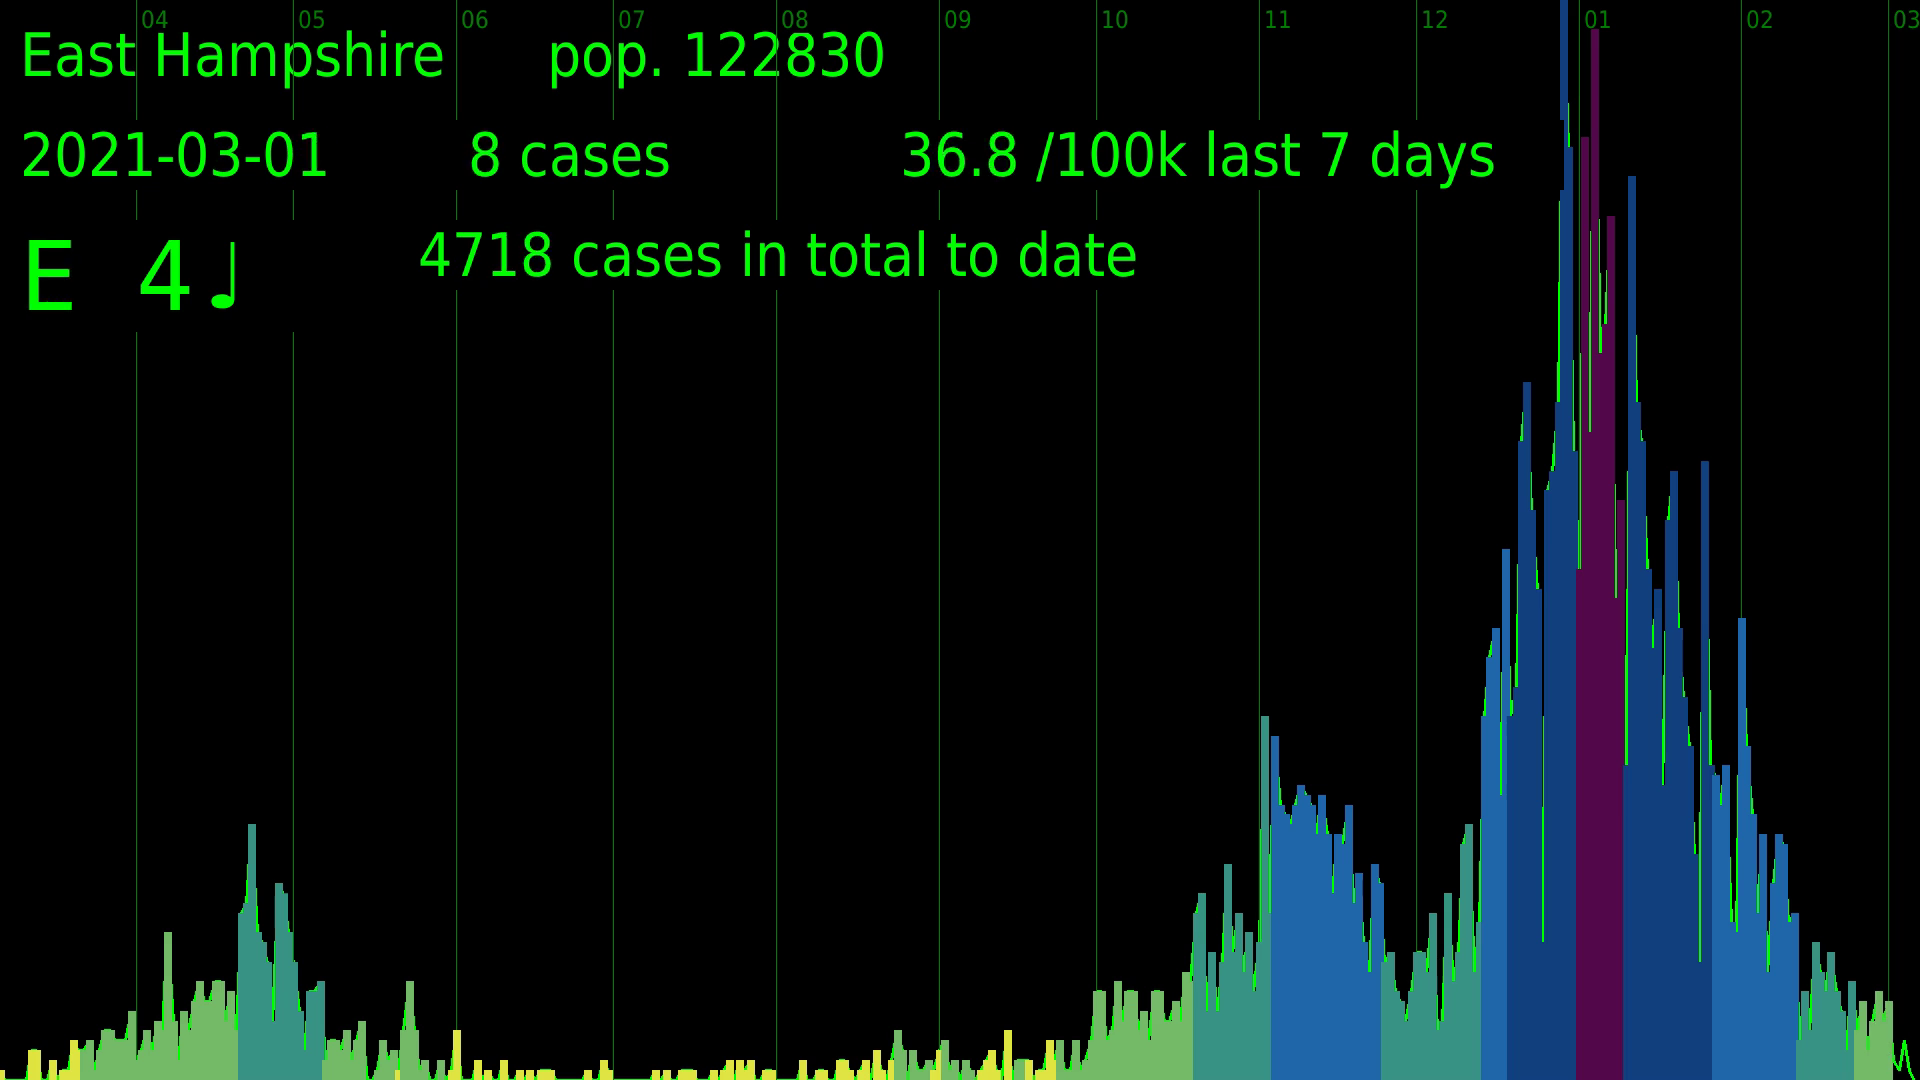 04 05 06 07 08 09 10 11 12 01 02 03
East Hampshire pop. 122830
2021-03-01 8 cases 36.8 /100k last 7 days
E 4♩ 4718 cases in total to date